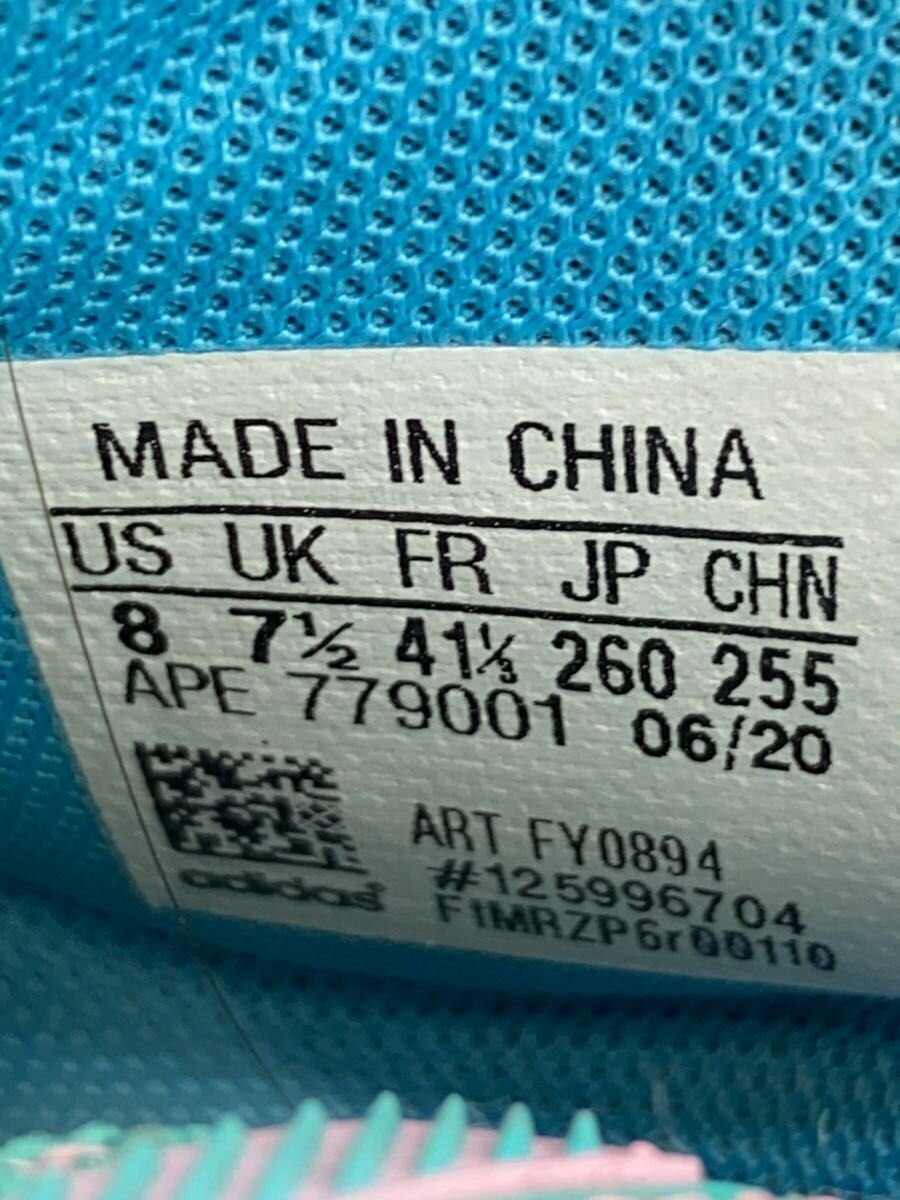 MADE IN CHINA
US UK FR JP CHN
8 7½ 41⅓ 260 255
APE 779001 06/20
ART FY0894
#125996704
F1MRZP6r00110
adidas